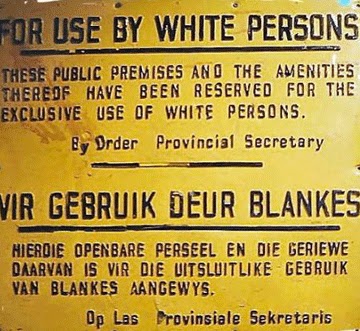 FOR USE BY WHITE PERSONS
THESE PUBLIC PREMISES AND THE AMENITIES
THEREOF HAVE BEEN RESERVED FOR THE
EXCLUSIVE USE OF WHITE PERSONS.
By Order Provincial Secretary
VIR GEBRUIK DEUR BLANKES
HIERDIE OPENBARE PERSEEL EN DIE GERIEWE
DAARVAN IS VIR DIE UITSLUITLIKE GEBRUIK
VAN BLANKES AANGEWYS.
Op Las Provinsiale Sekretaris